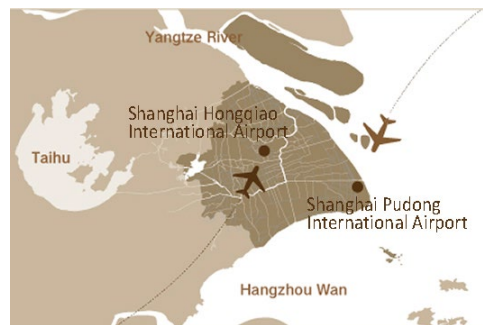 Yangtze River
Shanghai Hongqiao
International Airport
Taihu
Shanghai Pudong
International Airport
Hangzhou Wan